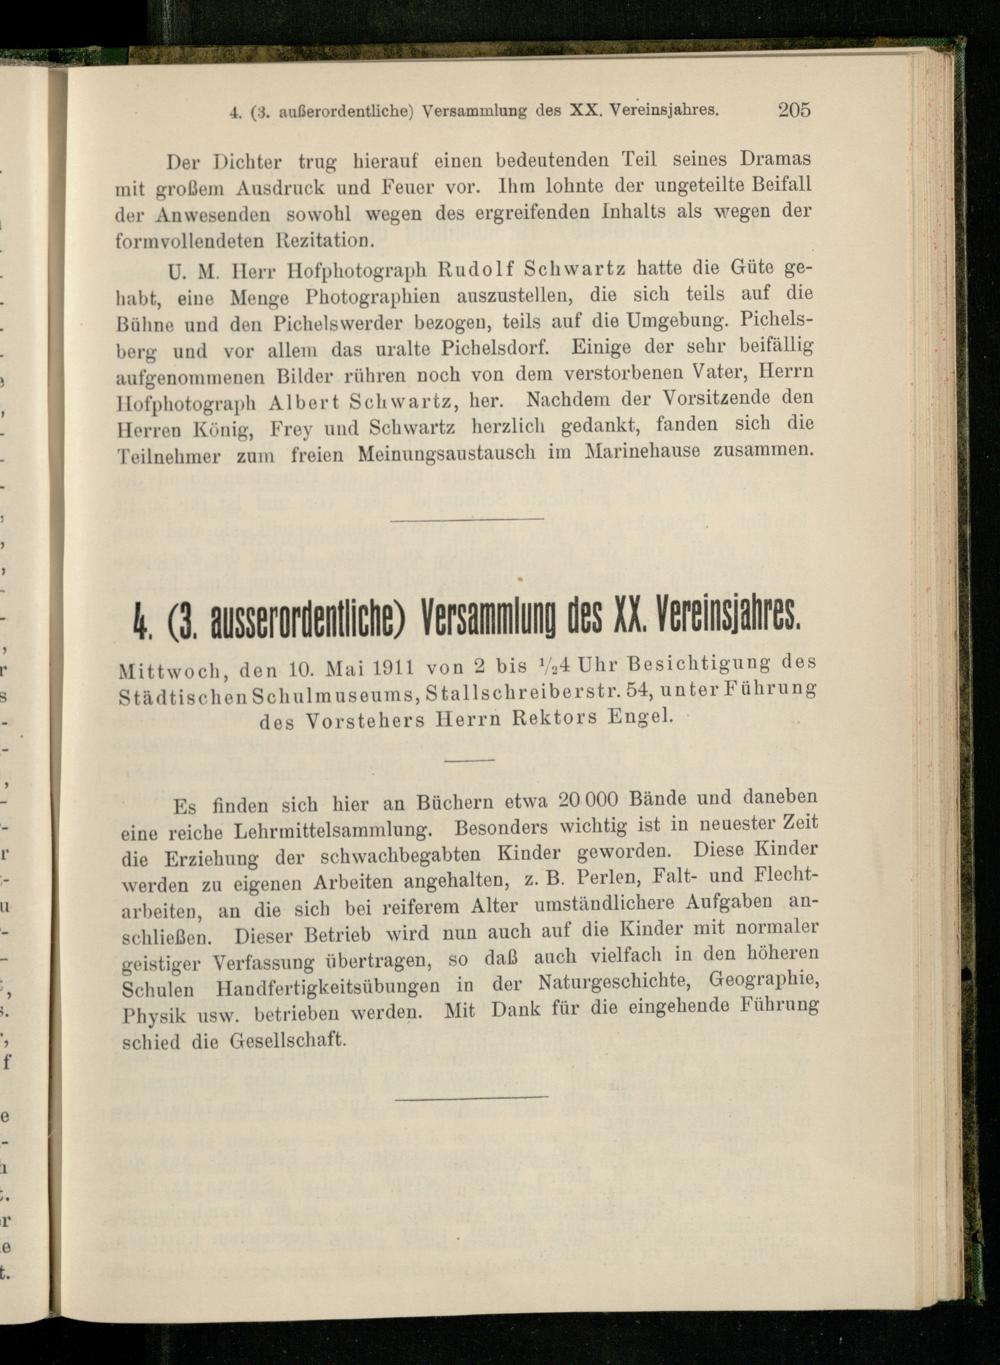 4. (3. außerordentliche) Versammlung des XX. Vereinsjahres. 205
Der Dichter trug hierauf einen bedeutenden Teil seines Dramas
mit großem Ausdruck und Feuer vor. Ihm lohnte der ungeteilte Beifall
der Anwesenden sowohl wegen des ergreifenden Inhalts als wegen der
formvollendeten Rezitation.
U. M. Herr Hofphotograph Rudolf Schwartz hatte die Güte ge-
habt, eine Menge Photographien auszustellen, die sich teils auf die
Bühne und den Pichelswerder bezogen, teils auf die Umgebung. Pichels-
berg und vor allem das uralte Pichelsdorf. Einige der sehr beifällig
aufgenommenen Bilder rühren noch von dem verstorbenen Vater, Herrn
Hofphotograph Albert Schwartz, her. Nachdem der Vorsitzende den
Herren König, Frey und Schwartz herzlich gedankt, fanden sich die
Teilnehmer zum freien Meinungsaustausch im Marinehause zusammen.
4. (3. ausserordentliche) Versammlung des XX. Vereinsjahres.
Mittwoch, den 10. Mai 1911 von 2 bis ½4 Uhr Besichtigung des
Städtischen Schulmuseums, Stallschreiberstr. 54, unter Führung
des Vorstehers Herrn Rektors Engel.
Es finden sich hier an Büchern etwa 20 000 Bände und daneben
eine reiche Lehrmittelsammlung. Besonders wichtig ist in neuester Zeit
die Erziehung der schwachbegabten Kinder geworden. Diese Kinder
werden zu eigenen Arbeiten angehalten, z. B. Perlen, Falt- und Flecht-
arbeiten, an die sich bei reiferem Alter umständlichere Aufgaben an-
schließen. Dieser Betrieb wird nun auch auf die Kinder mit normaler
geistiger Verfassung übertragen, so daß auch vielfach in den höheren
Schulen Handfertigkeitsübungen in der Naturgeschichte, Geographie,
Physik usw. betrieben werden. Mit Dank für die eingehende Führung
schied die Gesellschaft.